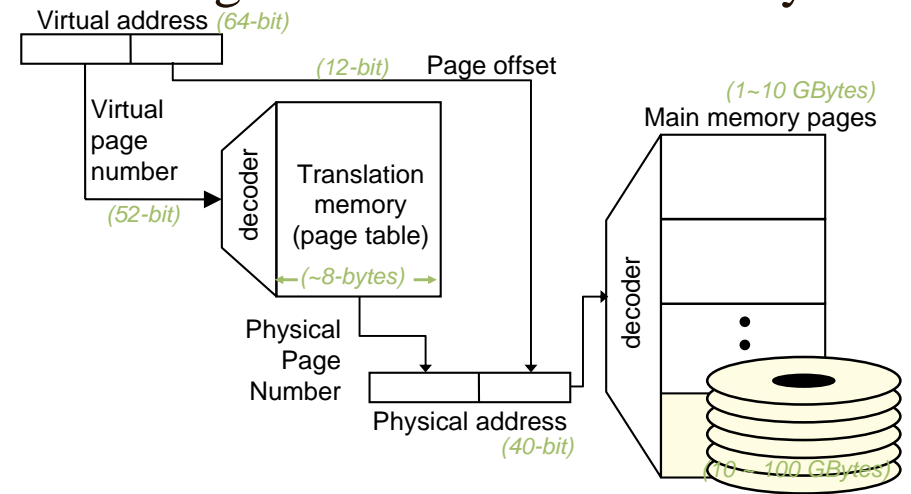 Virtual address (64-bit)
(12-bit) Page offset
(1~10 GBytes)
Main memory pages
Virtual
page
number
(52-bit)
decoder
Translation
memory
(page table)
(~8-bytes)
decoder
Physical
Page
Number
Physical address
(40-bit)
(10 ~ 100 GBytes)